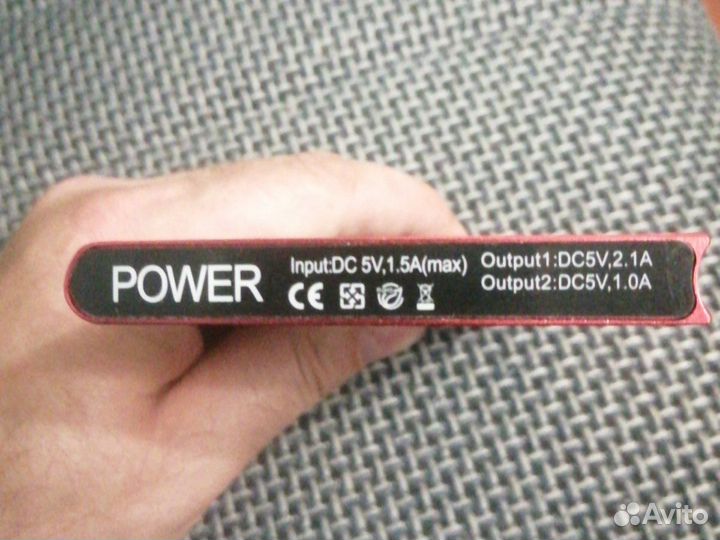 POWER
Input:DC 5V,1.5A(max)
CE
Output1:DC5V,2.1A
Output2:DC5V,1.0A
Avito